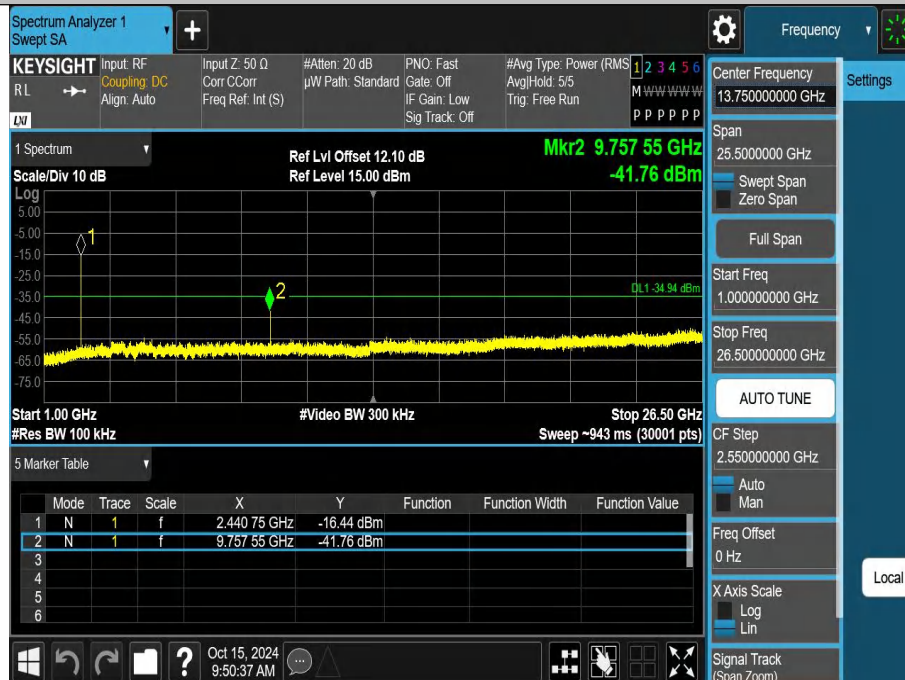 Spectrum Analyzer 1
Swept SA
Frequency
KEYSIGHT
RL
LXI
Input: RF
Coupling: DC
Align: Auto
Input Z: 50 Ω
Corr CCorr
Freq Ref: Int (S)
#Atten: 20 dB
µW Path: Standard
PNO: Fast
Gate: Off
IF Gain: Low
Sig Track: Off
#Avg Type: Power (RMS
Avg|Hold: 5/5
Trig: Free Run
1 2 3 4 5 6
M W W W W W
P P P P P P
1 Spectrum
Scale/Div 10 dB
Ref Lvl Offset 12.10 dB
Ref Level 15.00 dBm
Mkr2 9.757 55 GHz
-41.76 dBm
Log
5.00
-5.00
-15.0
-25.0
-35.0
-45.0
-55.0
-65.0
-75.0
1
2
DL1 -34.94 dBm
Start 1.00 GHz
#Video BW 300 kHz
Stop 26.50 GHz
#Res BW 100 kHz
Sweep ~943 ms (30001 pts)
5 Marker Table
Mode Trace Scale X Y Function Function Width Function Value
1 N 1 f 2.440 75 GHz -16.44 dBm
2 N 1 f 9.757 55 GHz -41.76 dBm
3
4
5
6
Oct 15, 2024
9:50:37 AM
Center Frequency
13.750000000 GHz
Settings
Span
25.5000000 GHz
Swept Span
Zero Span
Full Span
Start Freq
1.000000000 GHz
Stop Freq
26.500000000 GHz
AUTO TUNE
CF Step
2.550000000 GHz
Auto
Man
Freq Offset
0 Hz
Local
X Axis Scale
Log
Lin
Signal Track
(Span Zoom)